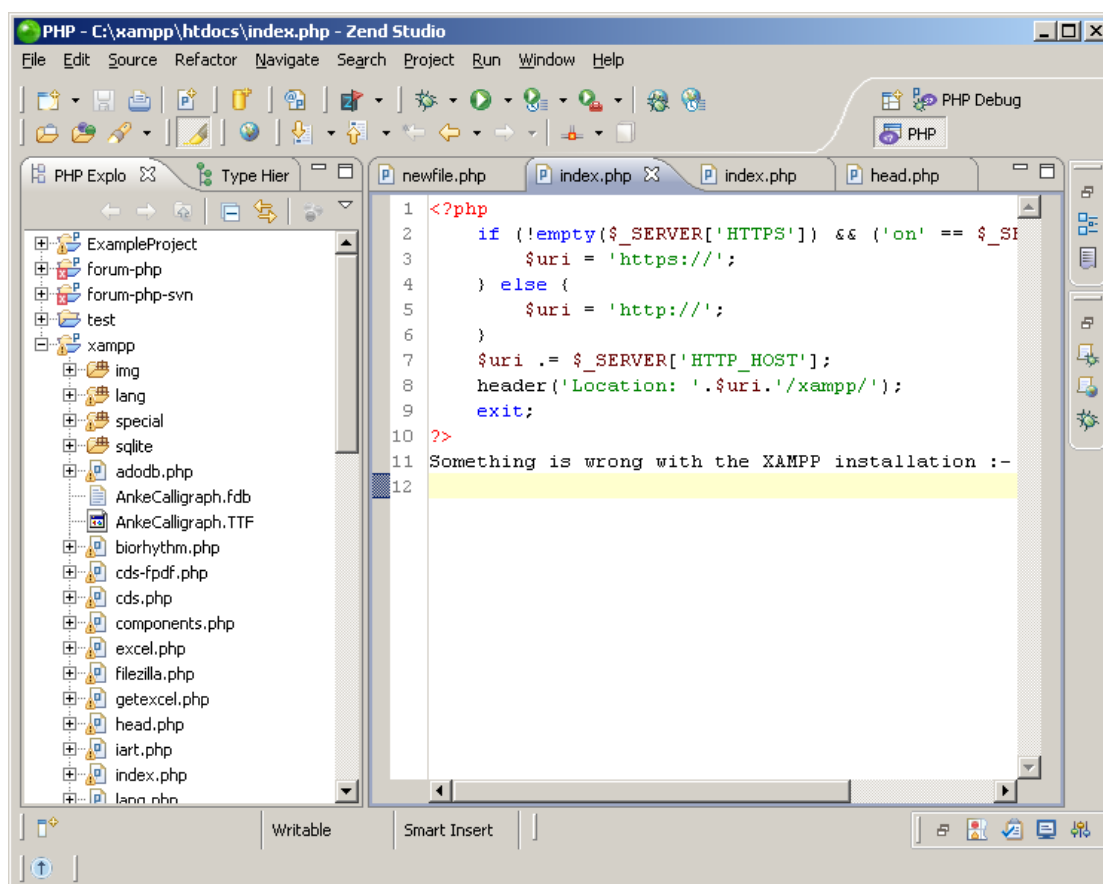 PHP - C:\xampp\htdocs\index.php - Zend Studio
File Edit Source Refactor Navigate Search Project Run Window Help
PHP Debug
PHP
PHP Explo Type Hier
newfile.php index.php index.php head.php
ExampleProject
forum-php
forum-php-svn
test
xampp
img
lang
special
sqlite
adodb.php
AnkeCalligraph.fdb
AnkeCalligraph.TTF
biorhythm.php
cds-fpdf.php
cds.php
components.php
excel.php
filezilla.php
getexcel.php
head.php
iart.php
index.php
lang.php
1 <?php
2 if (!empty($_SERVER['HTTPS']) && ('on' == $_SE
3 $uri = 'https://';
4 } else {
5 $uri = 'http://';
6 }
7 $uri .= $_SERVER['HTTP_HOST'];
8 header('Location: '.$uri.'/xampp/');
9 exit;
10 ?>
11 Something is wrong with the XAMPP installation :-
12
Writable Smart Insert